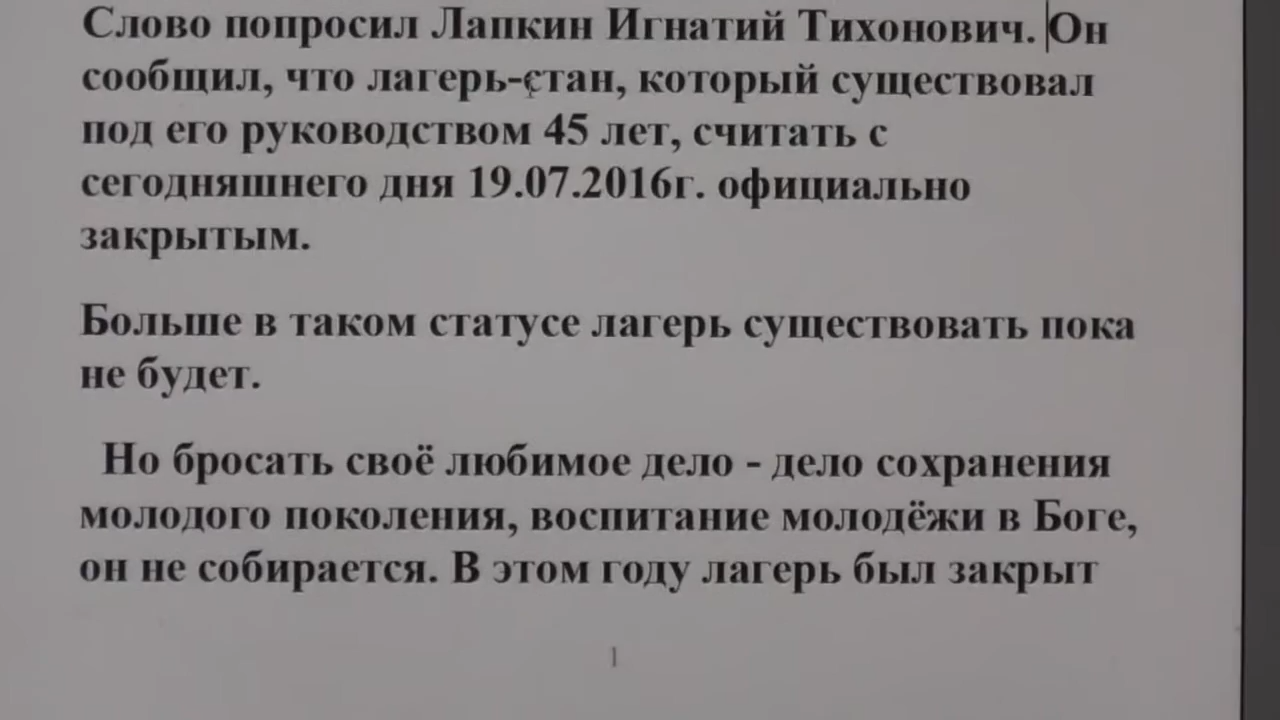 Слово попросил Лапкин Игнатий Тихонович. Он
сообщил, что лагерь-стан, который существовал
под его руководством 45 лет, считать с
сегодняшнего дня 19.07.2016г. официально
закрытым.
Больше в таком статусе лагерь существовать пока
не будет.
Но бросать своё любимое дело - дело сохранения
молодого поколения, воспитание молодёжи в Боге,
он не собирается. В этом году лагерь был закрыт
1